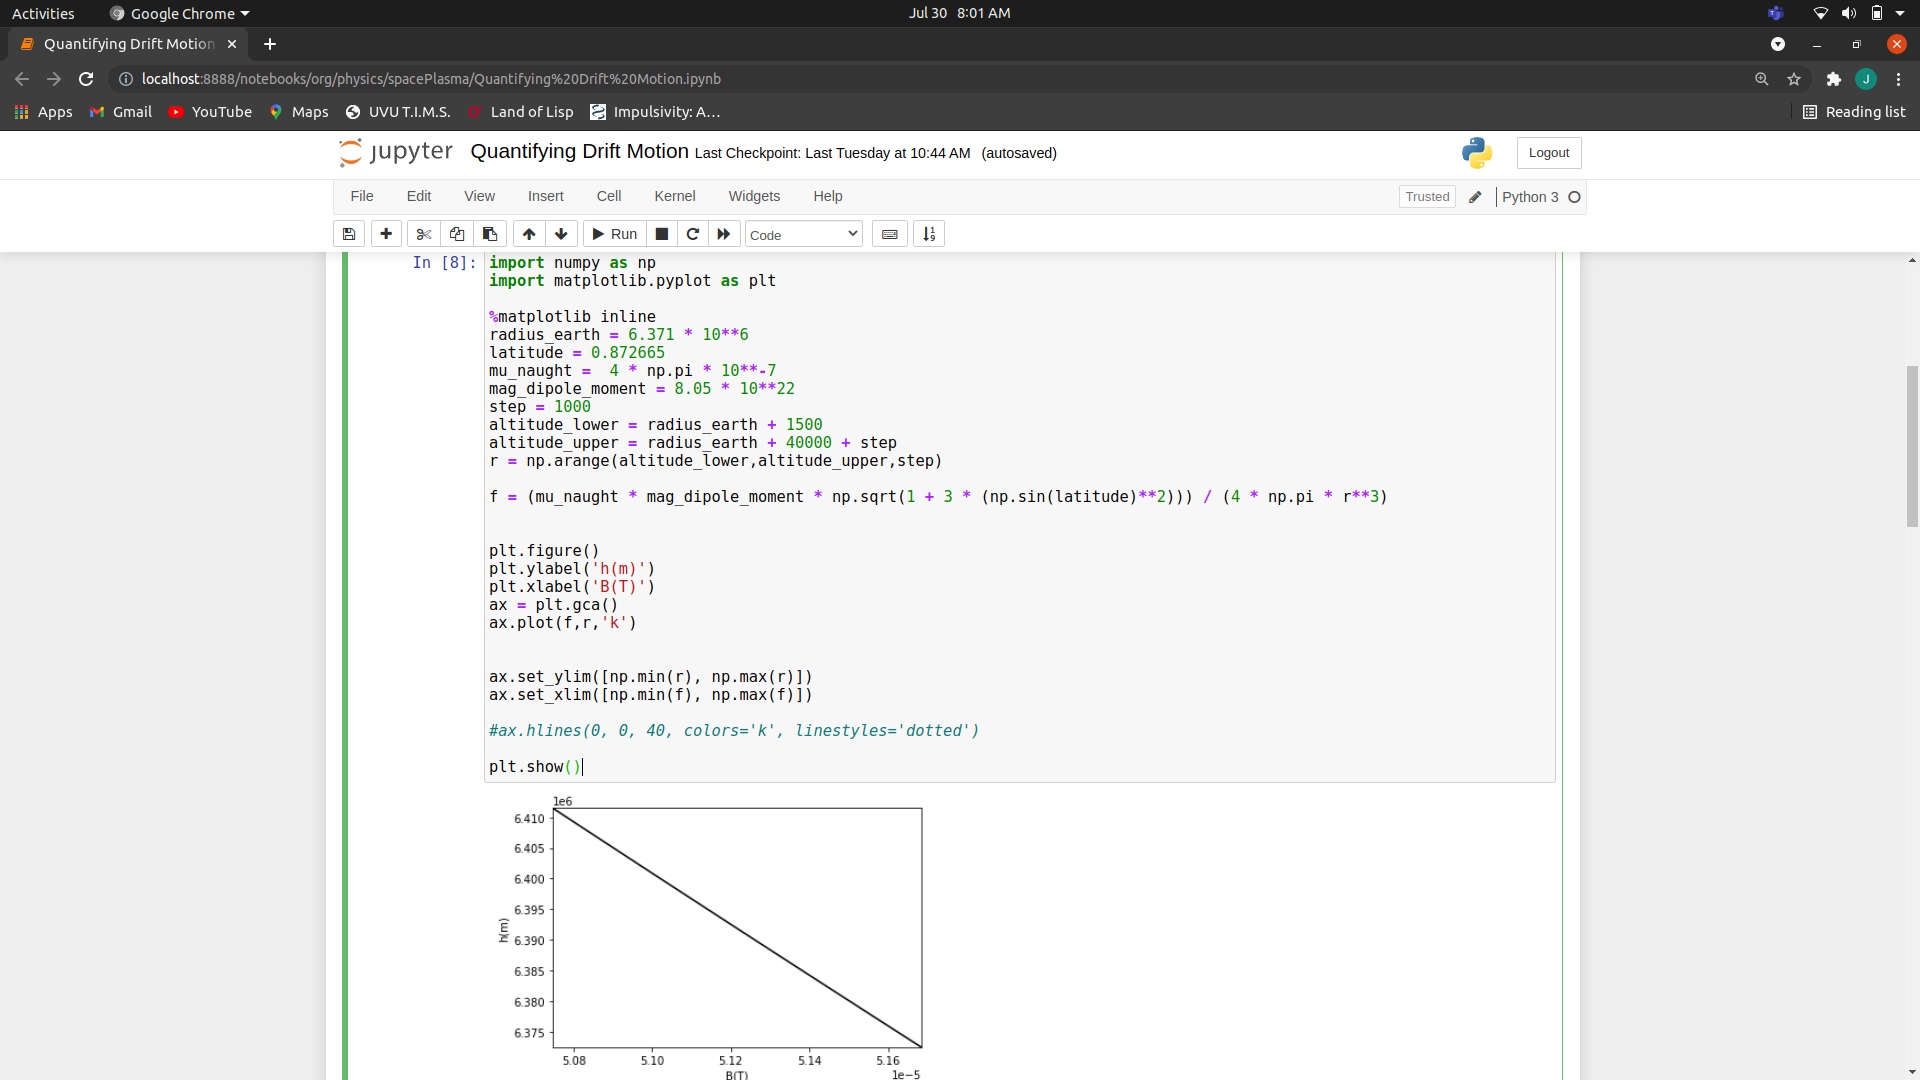 Activities Google Chrome Jul 30 8:01 AM
Quantifying Drift Motion
localhost:8888/notebooks/org/physics/spacePlasma/Quantifying%20Drift%20Motion.ipynb J
Apps Gmail YouTube Maps UVU T.I.M.S. Land of Lisp Impulsivity: A… Reading list
jupyter Quantifying Drift Motion Last Checkpoint: Last Tuesday at 10:44 AM (autosaved) Logout
File Edit View Insert Cell Kernel Widgets Help Trusted Python 3
Run Code
In [8]: import numpy as np
import matplotlib.pyplot as plt
%matplotlib inline
radius_earth = 6.371 * 10**6
latitude = 0.872665
mu_naught =  4 * np.pi * 10**-7
mag_dipole_moment = 8.05 * 10**22
step = 1000
altitude_lower = radius_earth + 1500
altitude_upper = radius_earth + 40000 + step
r = np.arange(altitude_lower,altitude_upper,step)
f = (mu_naught * mag_dipole_moment * np.sqrt(1 + 3 * (np.sin(latitude)**2))) / (4 * np.pi * r**3)
plt.figure()
plt.ylabel('h(m)')
plt.xlabel('B(T)')
ax = plt.gca()
ax.plot(f,r,'k')
ax.set_ylim([np.min(r), np.max(r)])
ax.set_xlim([np.min(f), np.max(f)])
#ax.hlines(0, 0, 40, colors='k', linestyles='dotted')
plt.show()
1e6
6.410
6.405
6.400
6.395
6.390
6.385
6.380
6.375
h(m)
5.08 5.10 5.12 5.14 5.16
B(T) 1e−5